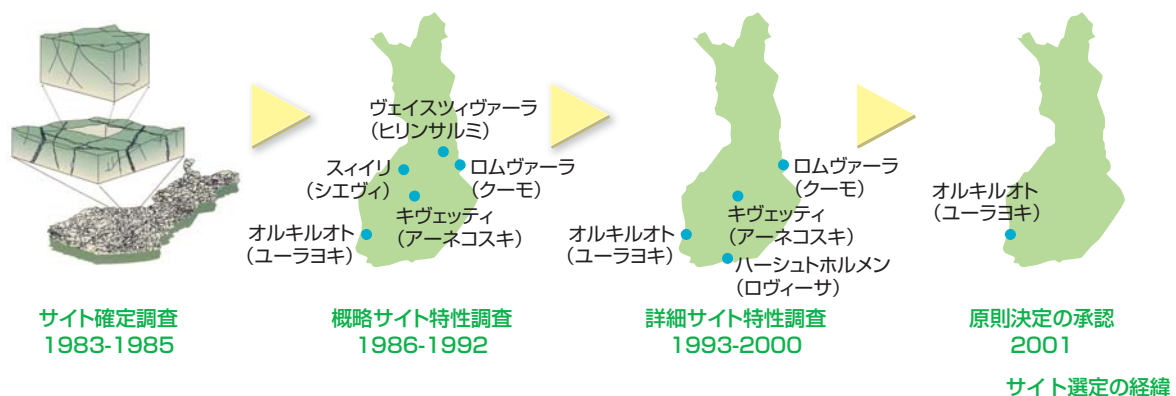 ヴェイスツィヴァーラ
(ヒリンサルミ)
スィイリ
(シエヴィ)
ロムヴァーラ
(クーモ)
キヴェッティ
(アーネコスキ)
オルキルオト
(ユーラヨキ)
サイト確定調査
1983-1985
概略サイト特性調査
1986-1992
ロムヴァーラ
(クーモ)
キヴェッティ
(アーネコスキ)
オルキルオト
(ユーラヨキ)
ハーシュトホルメン
(ロヴィーサ)
詳細サイト特性調査
1993-2000
オルキルオト
(ユーラヨキ)
原則決定の承認
2001
サイト選定の経緯